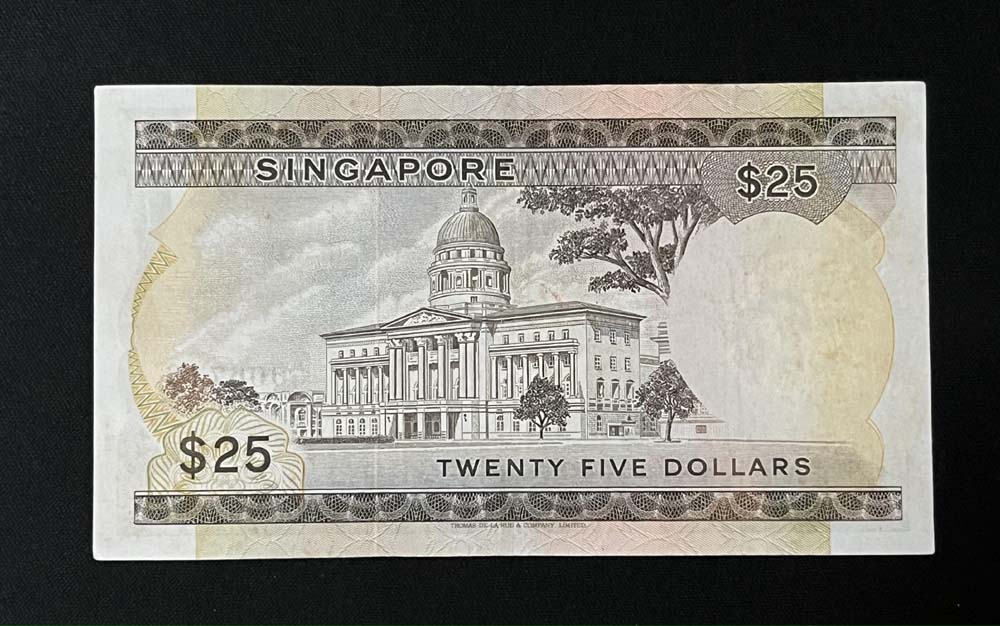 SINGAPORE
$25
$25
TWENTY FIVE DOLLARS
THOMAS DE LA RUE & COMPANY, LIMITED.